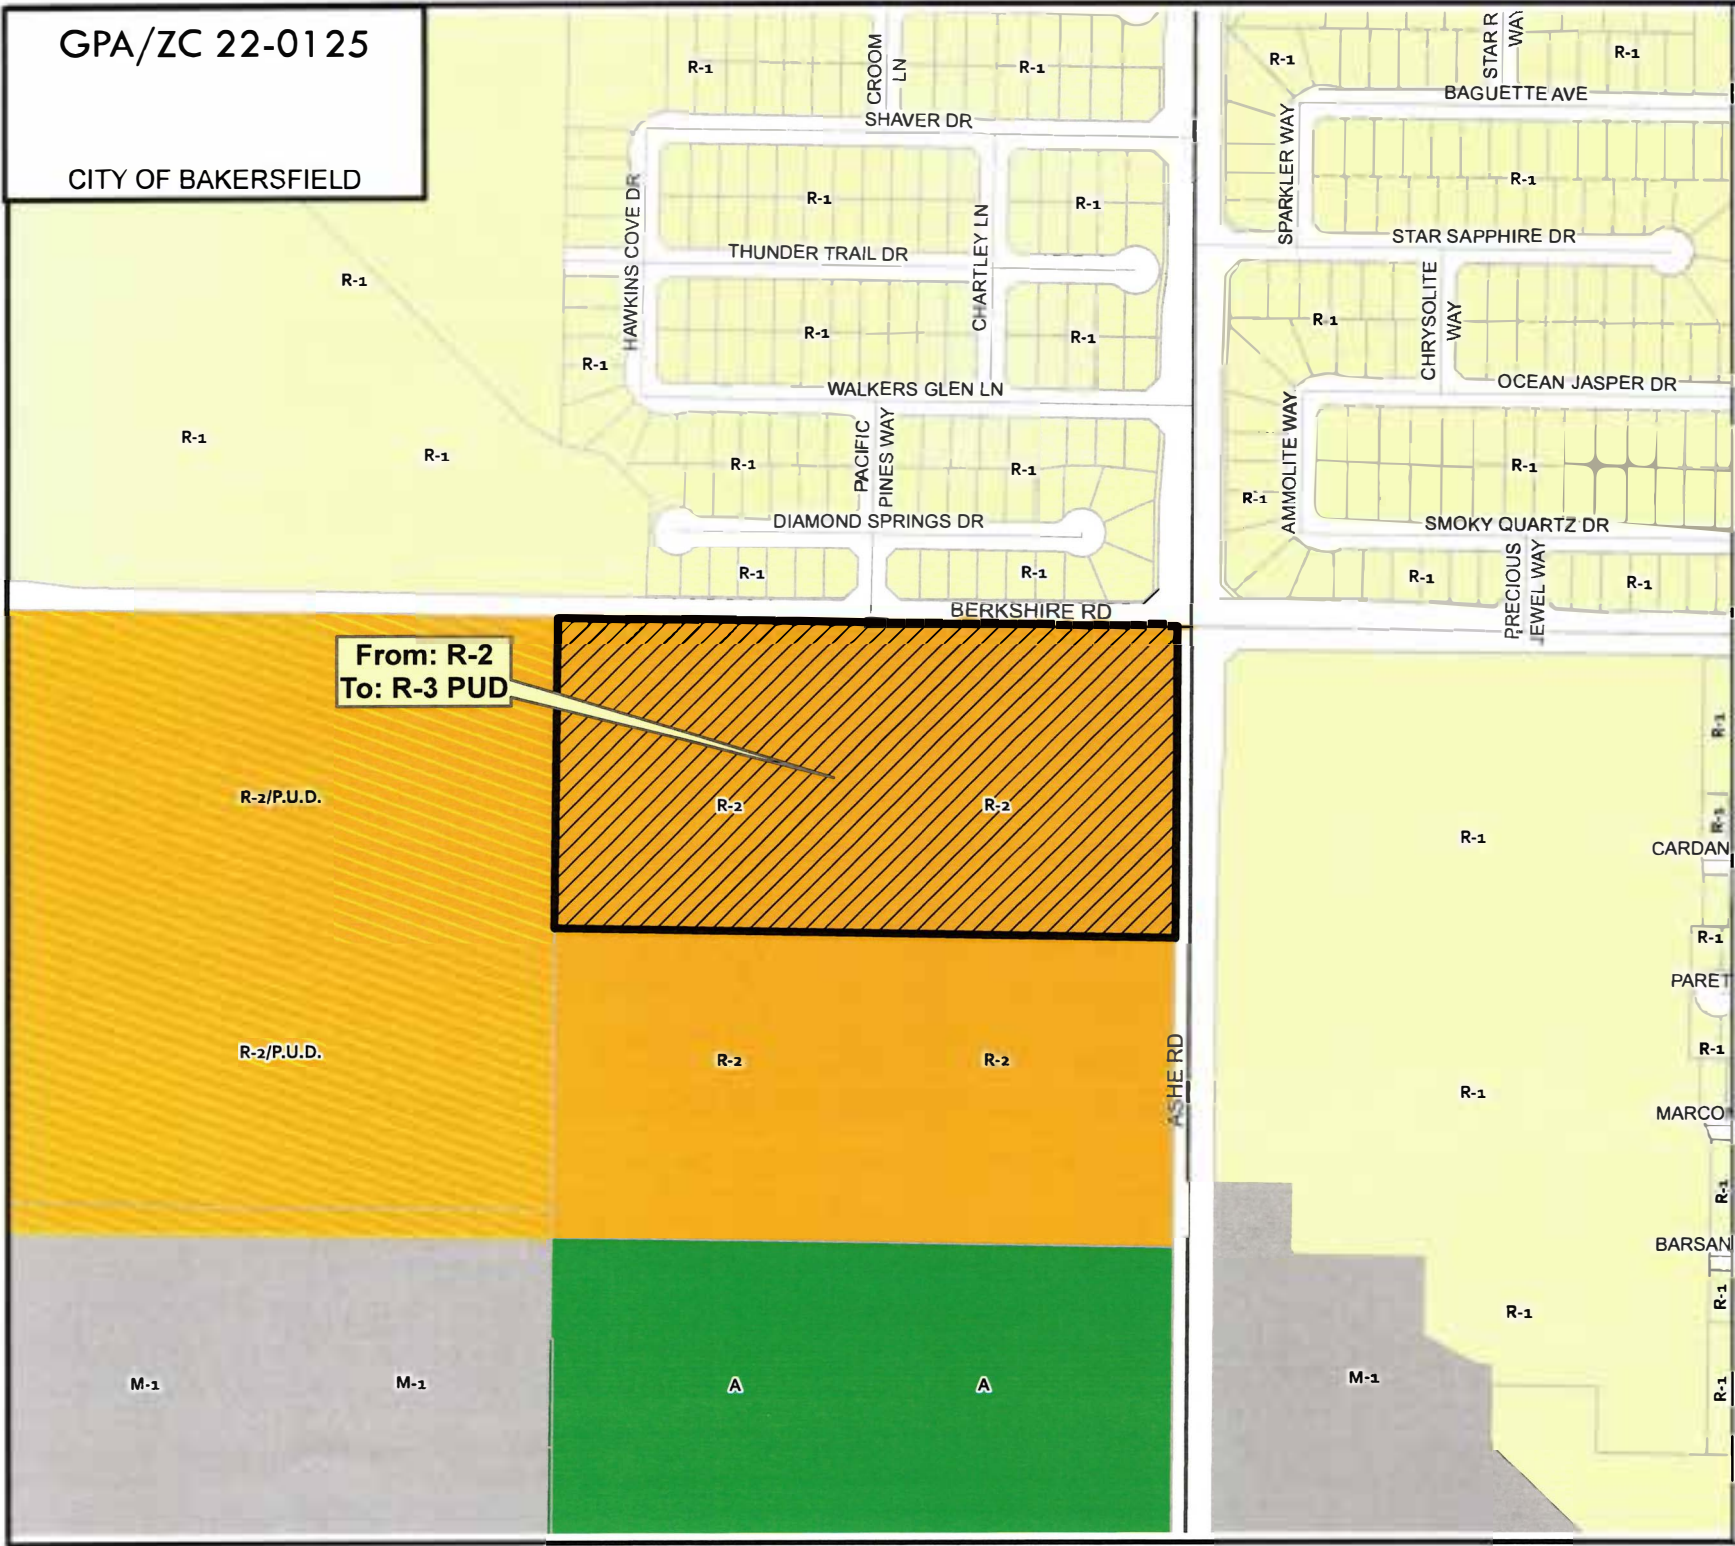 GPA/ZC 22-0125
CITY OF BAKERSFIELD
R-1
CROOM
LN
R-1
SHAVER DR
R-1
STAR R
WAY
R-1
BAGUETTE AVE
HAWKINS COVE DR
R-1
CHARTLEY LN
R-1
SPARKLER WAY
R-1
THUNDER TRAIL DR
STAR SAPPHIRE DR
R-1
R-1
R-1
R-1
CHRYSOLITE
WAY
R-1
WALKERS GLEN LN
OCEAN JASPER DR
R-1
R-1
R-1
PACIFIC
PINES WAY
R-1
AMMOLITE WAY
R-1
R-1
DIAMOND SPRINGS DR
SMOKY QUARTZ DR
R-1
R-1
R-1
PRECIOUS
JEWEL WAY
R-1
BERKSHIRE RD
From: R-2
To: R-3 PUD
R-2/P.U.D.
R-2
R-2
R-1
R-1
R-1
CARDAN
R-1
PARET
R-2/P.U.D.
R-2
R-2
ASHE RD
R-1
R-1
MARCO
R-1
BARSAN
R-1
R-1
M-1
M-1
A
A
M-1
R-1